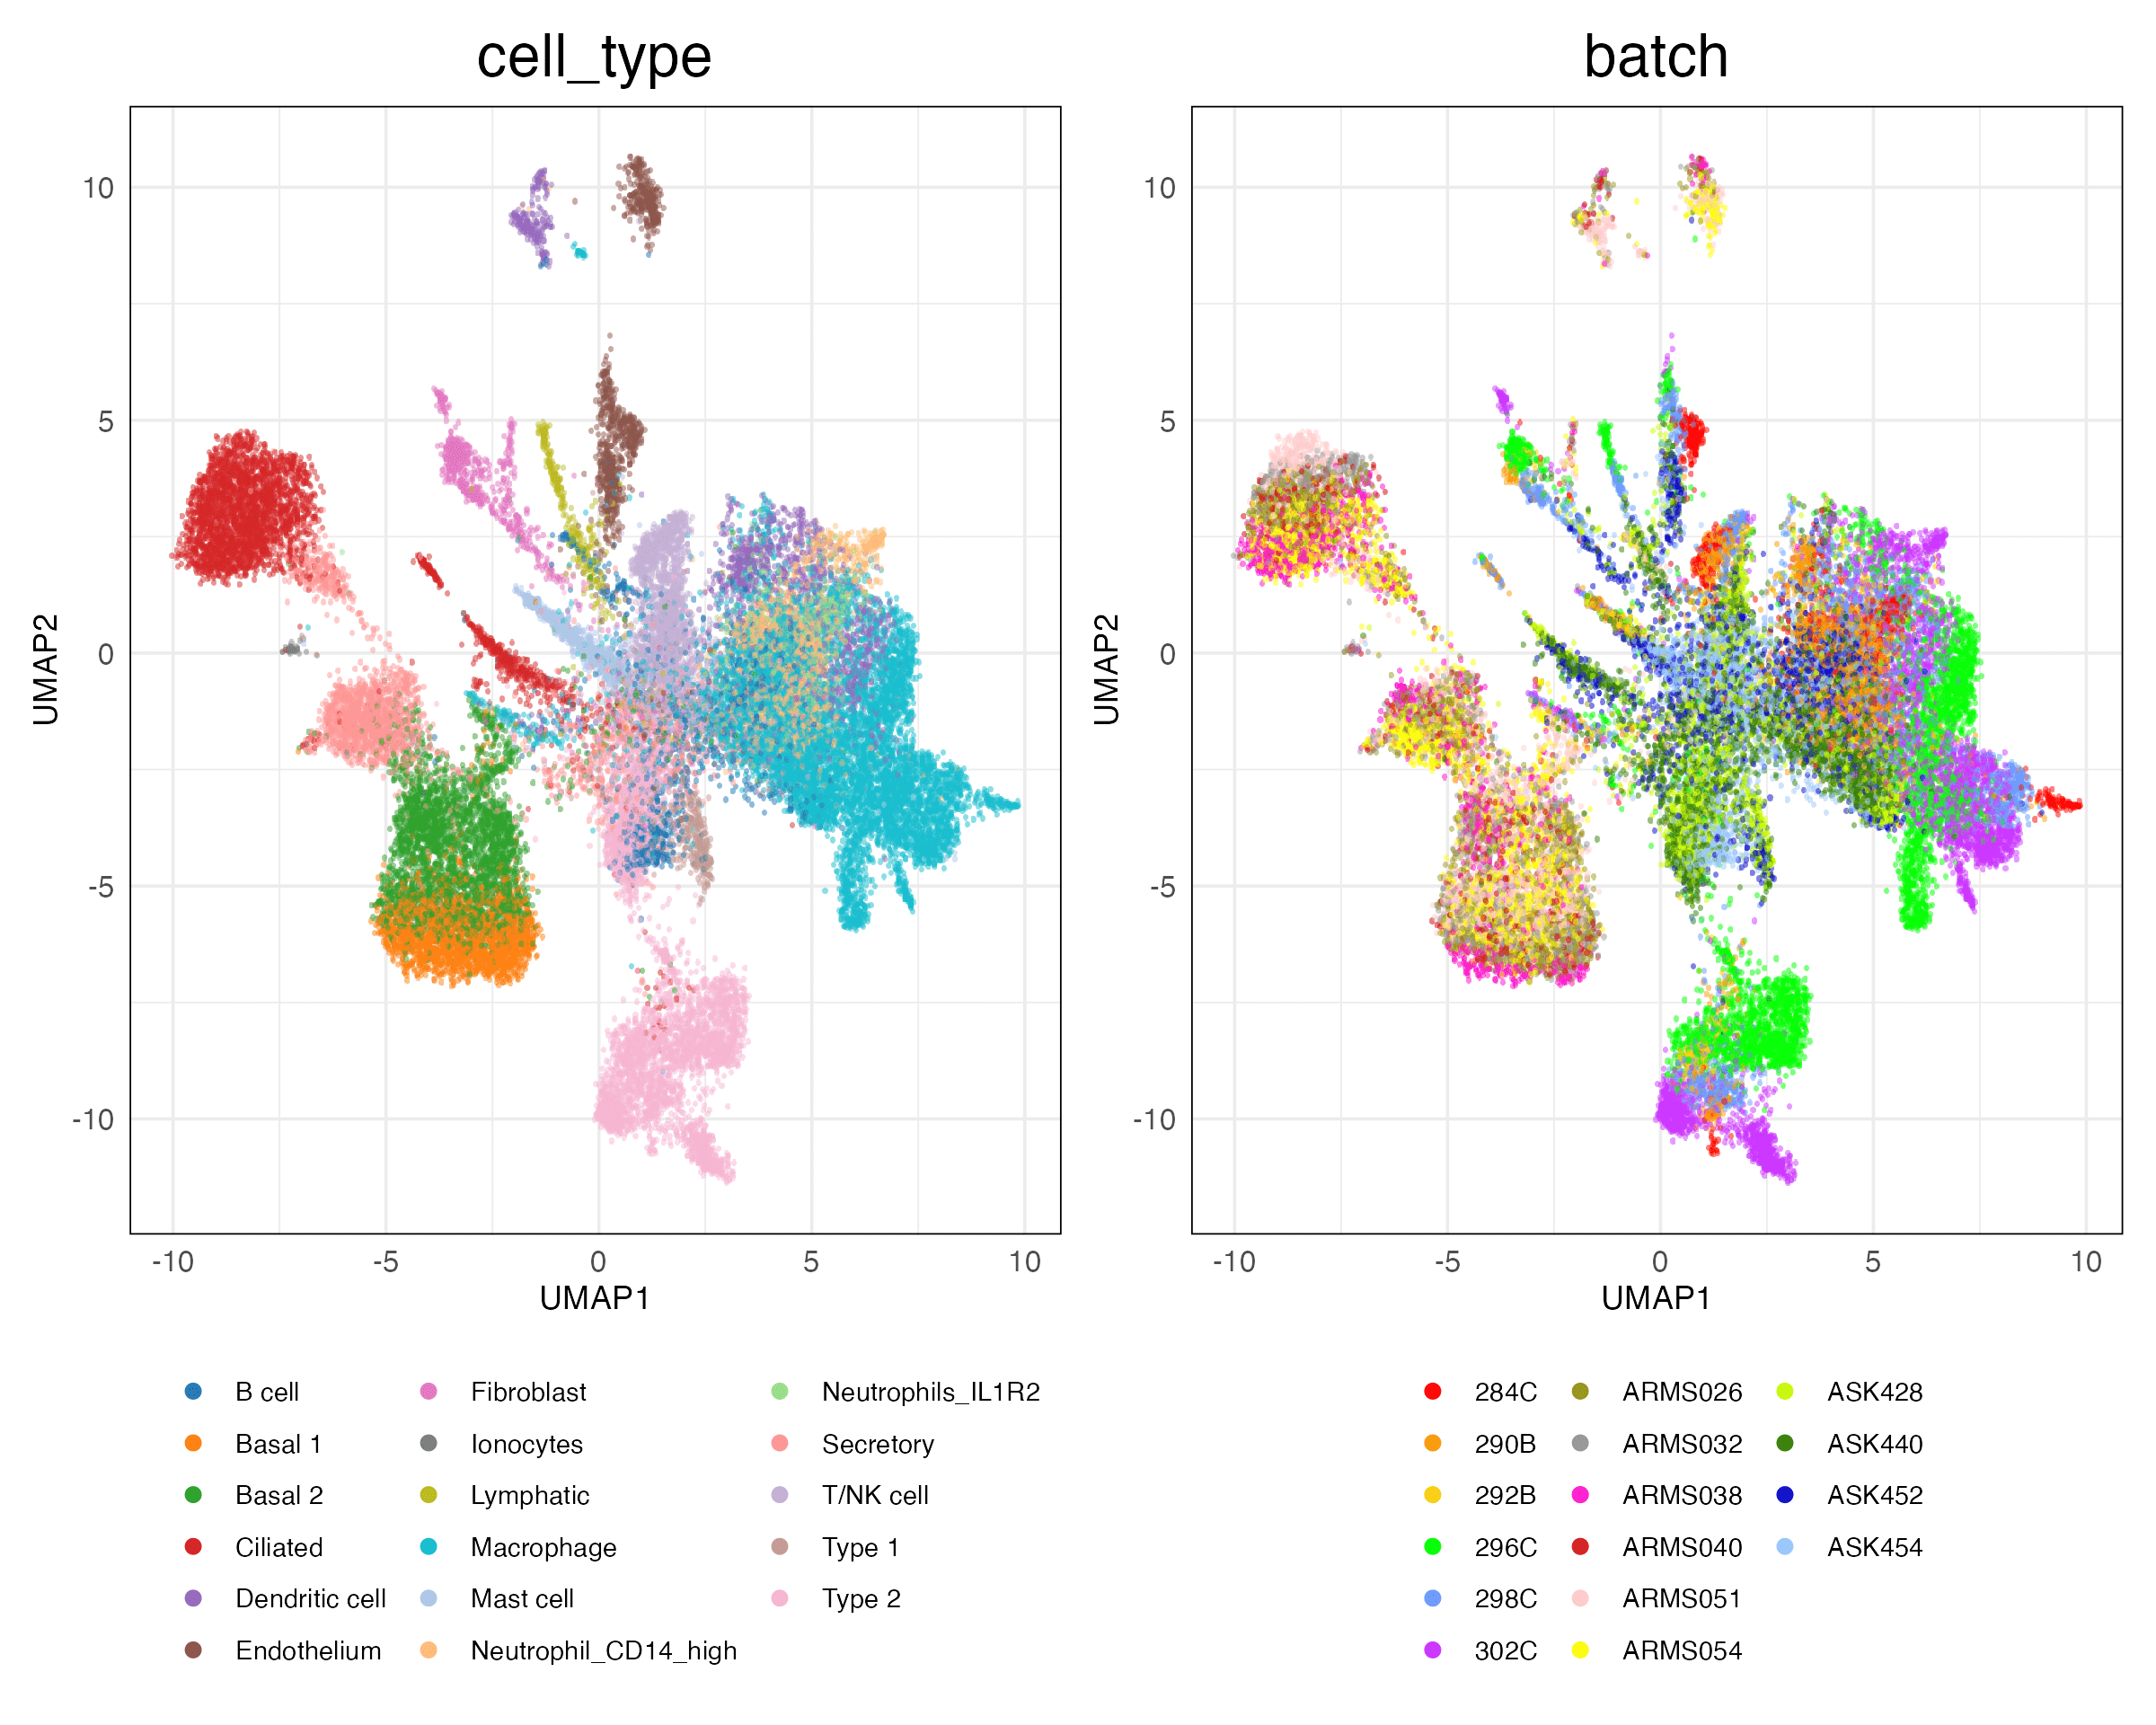 cell_type
10
5
0
-5
-10
UMAP2
-10 -5 0 5 10
UMAP1
B cell
Basal 1
Basal 2
Ciliated
Dendritic cell
Endothelium
Fibroblast
Ionocytes
Lymphatic
Macrophage
Mast cell
Neutrophil_CD14_high
Neutrophils_IL1R2
Secretory
T/NK cell
Type 1
Type 2
batch
10
5
0
-5
-10
UMAP2
-10 -5 0 5 10
UMAP1
284C
290B
292B
296C
298C
302C
ARMS026
ARMS032
ARMS038
ARMS040
ARMS051
ARMS054
ASK428
ASK440
ASK452
ASK454